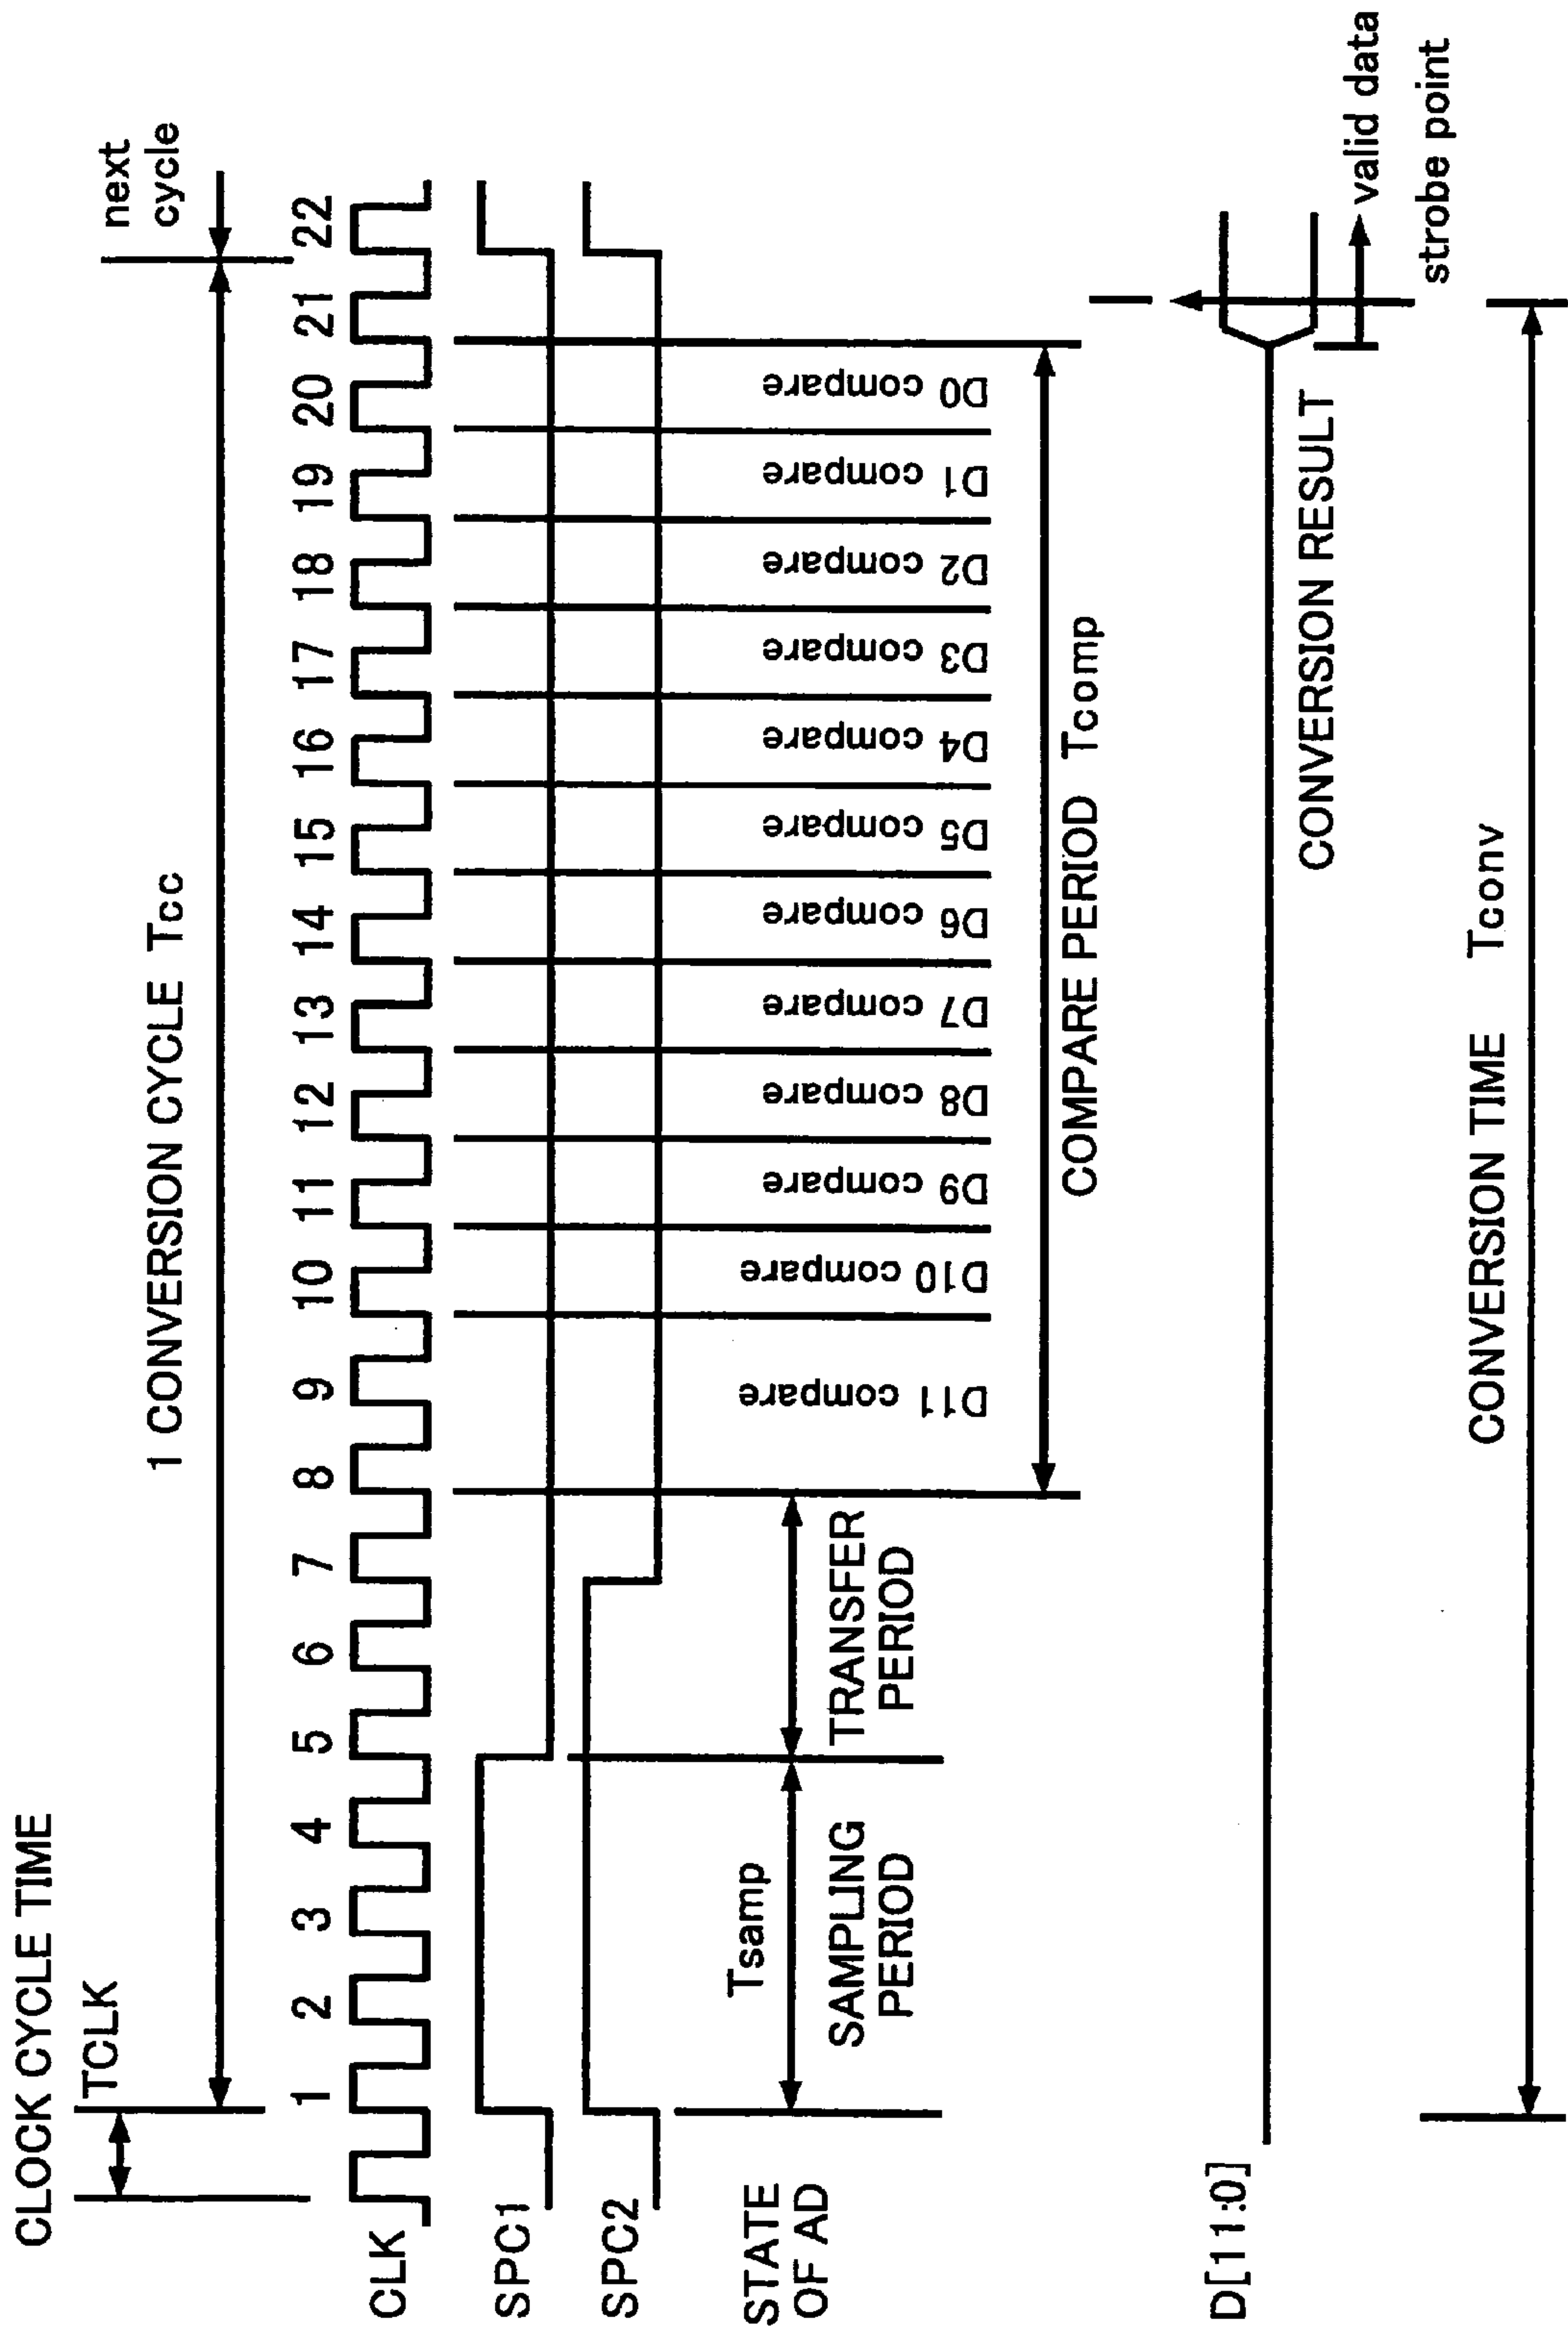 CLOCK CYCLE TIME
TCLK
1 CONVERSION CYCLE Tcc
next
cycle
1 2 3 4 5 6 7 8 9 10 11 12 13 14 15 16 17 18 19 20 21 22
CLK
SPC1
SPC2
STATE
OF AD
Tsamp
SAMPLING
PERIOD
TRANSFER
PERIOD
D11 compare
D10 compare
D9 compare
D8 compare
D7 compare
D6 compare
D5 compare
D4 compare
D3 compare
D2 compare
D1 compare
D0 compare
COMPARE PERIOD Tcomp
D[11:0]
CONVERSION RESULT
valid data
strobe point
CONVERSION TIME Tconv